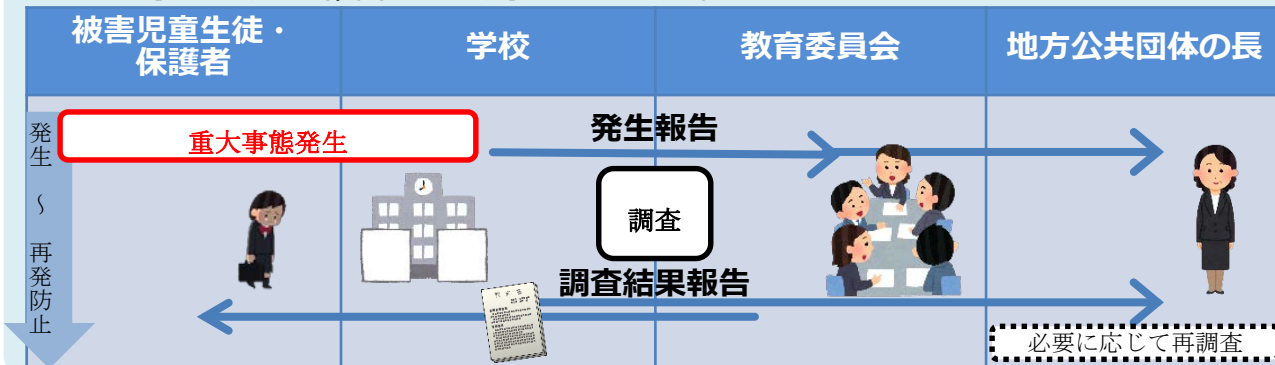 被害児童生徒・
保護者
学校
教育委員会
地方公共団体の長
発生
～
再発防止
重大事態発生
発生報告
調査
調査結果報告
必要に応じて再調査